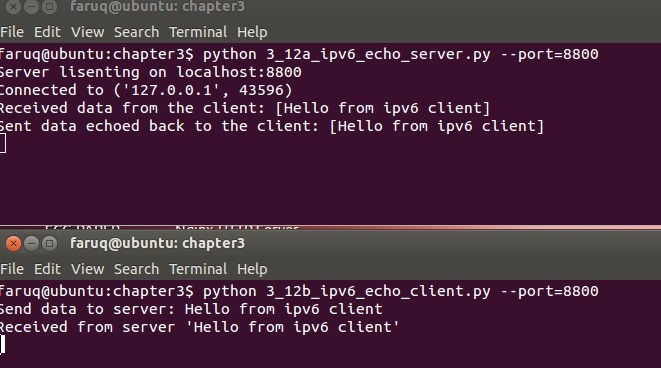 faruq@ubuntu: chapter3
File Edit View Search Terminal Help
faruq@ubuntu:chapter3$ python 3_12a_ipv6_echo_server.py --port=8800
Server lisenting on localhost:8800
Connected to ('127.0.0.1', 43596)
Received data from the client: [Hello from ipv6 client]
Sent data echoed back to the client: [Hello from ipv6 client]
faruq@ubuntu: chapter3
File Edit View Search Terminal Help
faruq@ubuntu:chapter3$ python 3_12b_ipv6_echo_client.py --port=8800
Send data to server: Hello from ipv6 client
Received from server 'Hello from ipv6 client'